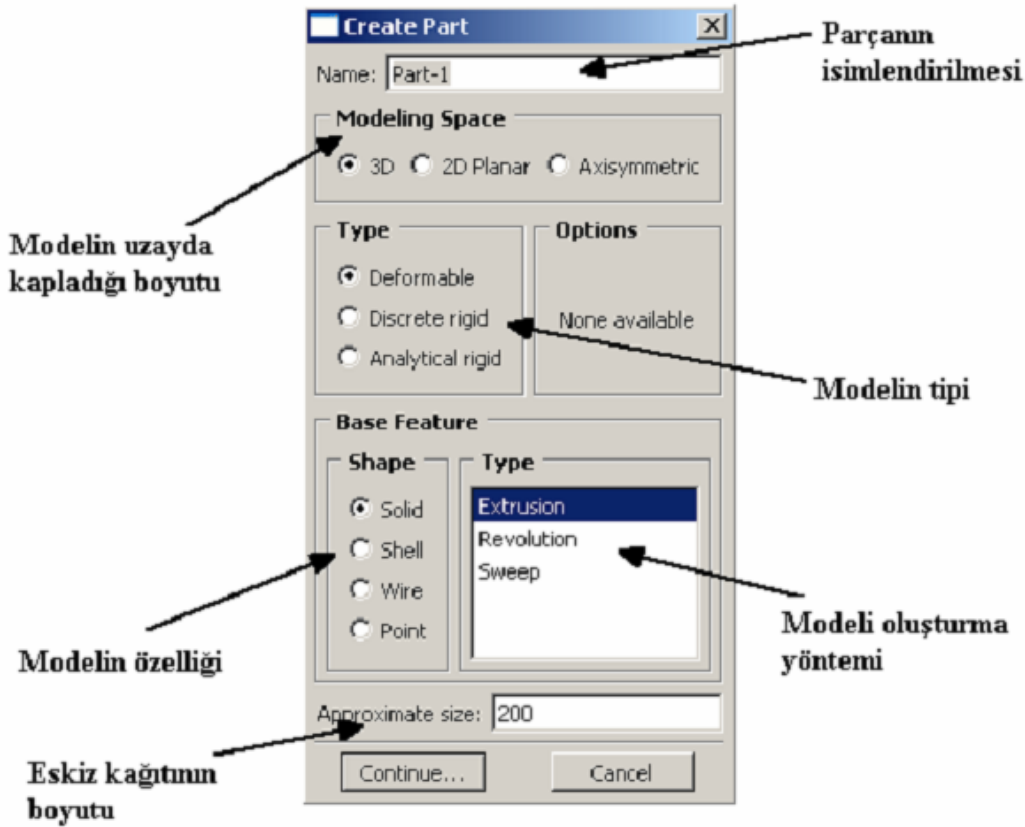 Create Part
Name: Part-1
Parçanın
isimlendirilmesi
Modeling Space
3D 2D Planar Axisymmetric
Modelin uzayda
kapladığı boyutu
Type
Deformable
Discrete rigid
Analytical rigid
Options
None available
Modelin tipi
Base Feature
Shape
Solid
Shell
Wire
Point
Type
Extrusion
Revolution
Sweep
Modelin özelliği
Modeli oluşturma
yöntemi
Approximate size: 200
Eskiz kağıtının
boyutu
Continue... Cancel